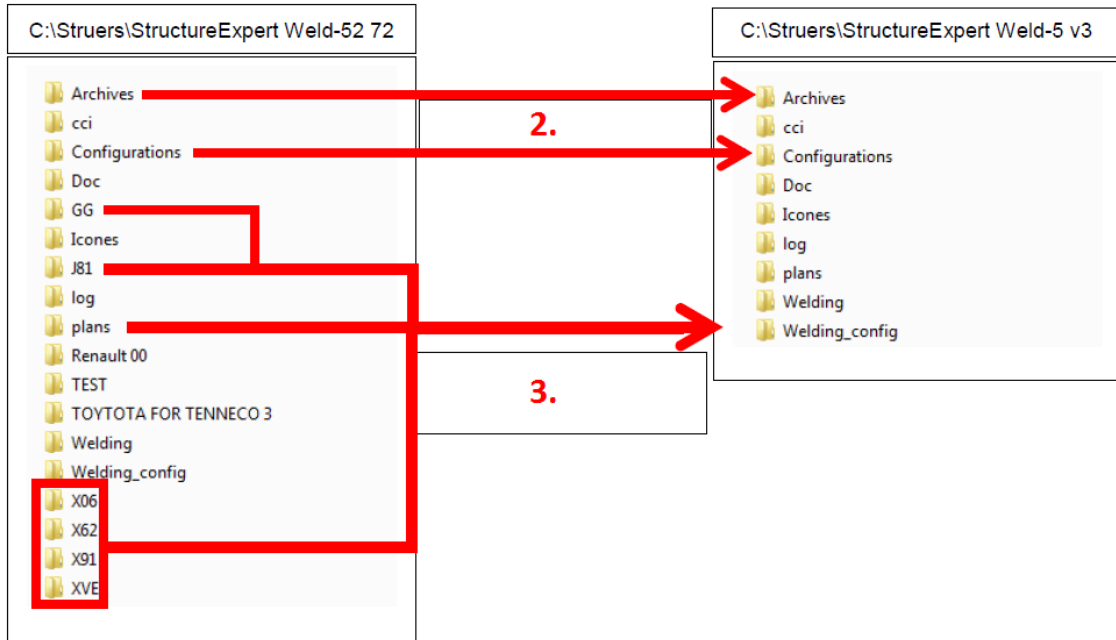 C:\Struers\StructureExpert Weld-52 72
Archives
cci
Configurations
Doc
GG
Icones
J81
log
plans
Renault 00
TEST
TOYTOTA FOR TENNECO 3
Welding
Welding_config
X06
X62
X91
XVE
2.
3.
C:\Struers\StructureExpert Weld-5 v3
Archives
cci
Configurations
Doc
Icones
log
plans
Welding
Welding_config